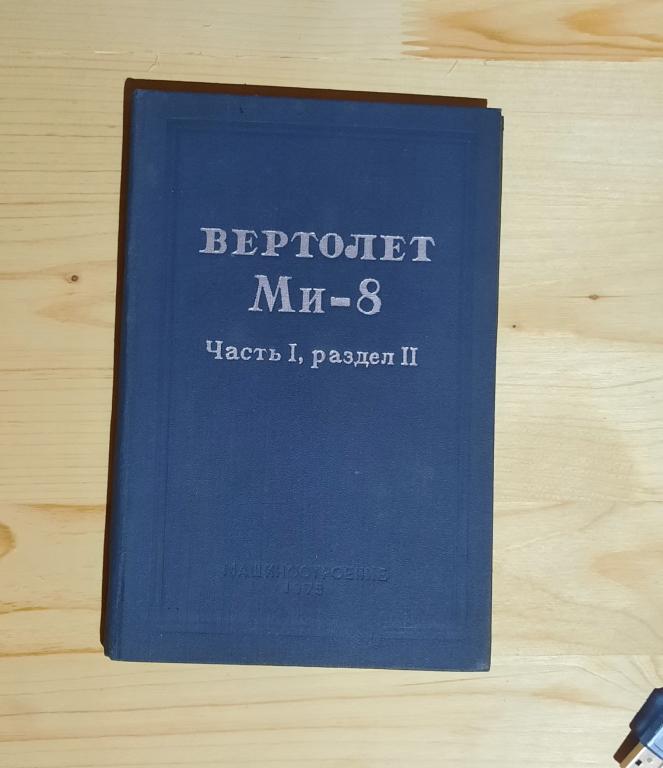 ВЕРТОЛЕТ
Ми-8
Часть I, раздел II
МАШИНОСТРОЕНИЕ